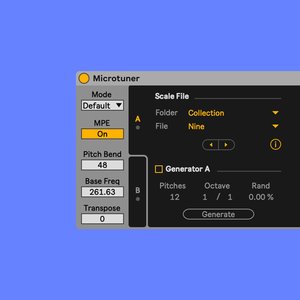 Microtuner
Mode
Default
MPE
On
Pitch Bend
48
Base Freq
261.63
Transpose
0
A
B
Scale File
Folder Collection
File Nine
Generator A
Pitches Octave Rand
12 1 / 1 0.00 %
Generate